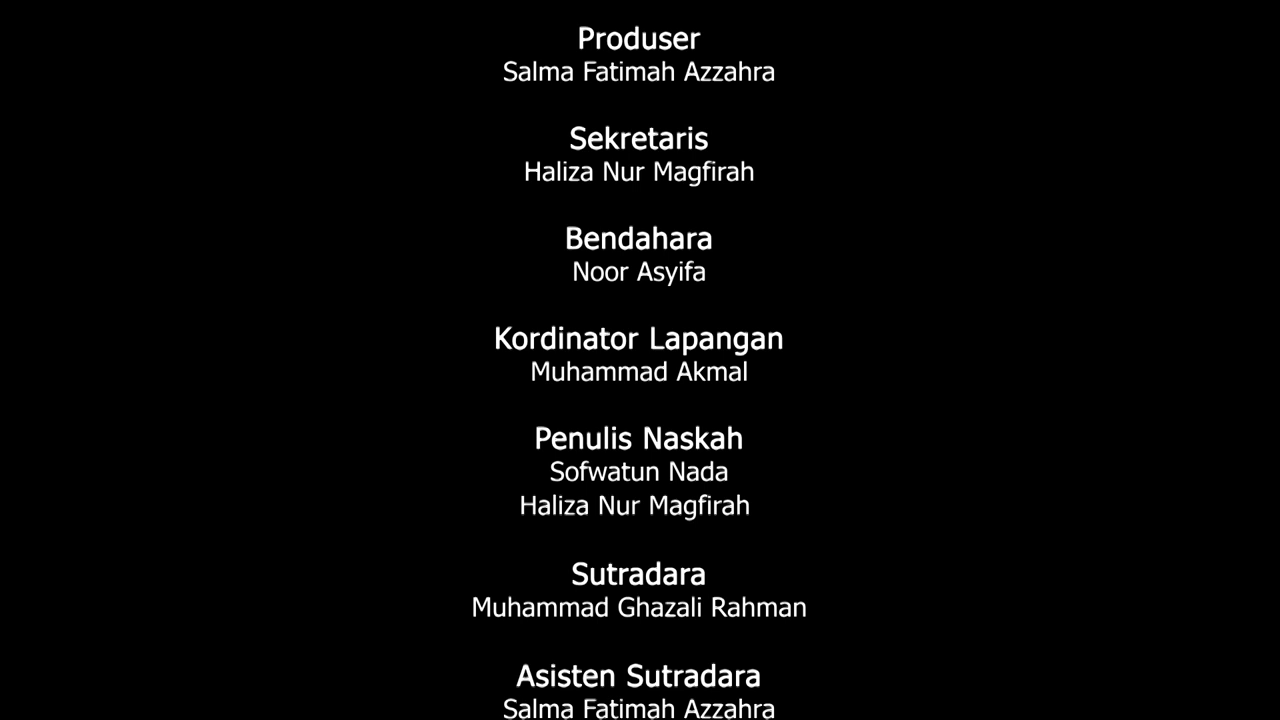 Produser
Salma Fatimah Azzahra
Sekretaris
Haliza Nur Magfirah
Bendahara
Noor Asyifa
Kordinator Lapangan
Muhammad Akmal
Penulis Naskah
Sofwatun Nada
Haliza Nur Magfirah
Sutradara
Muhammad Ghazali Rahman
Asisten Sutradara
Salma Fatimah Azzahra